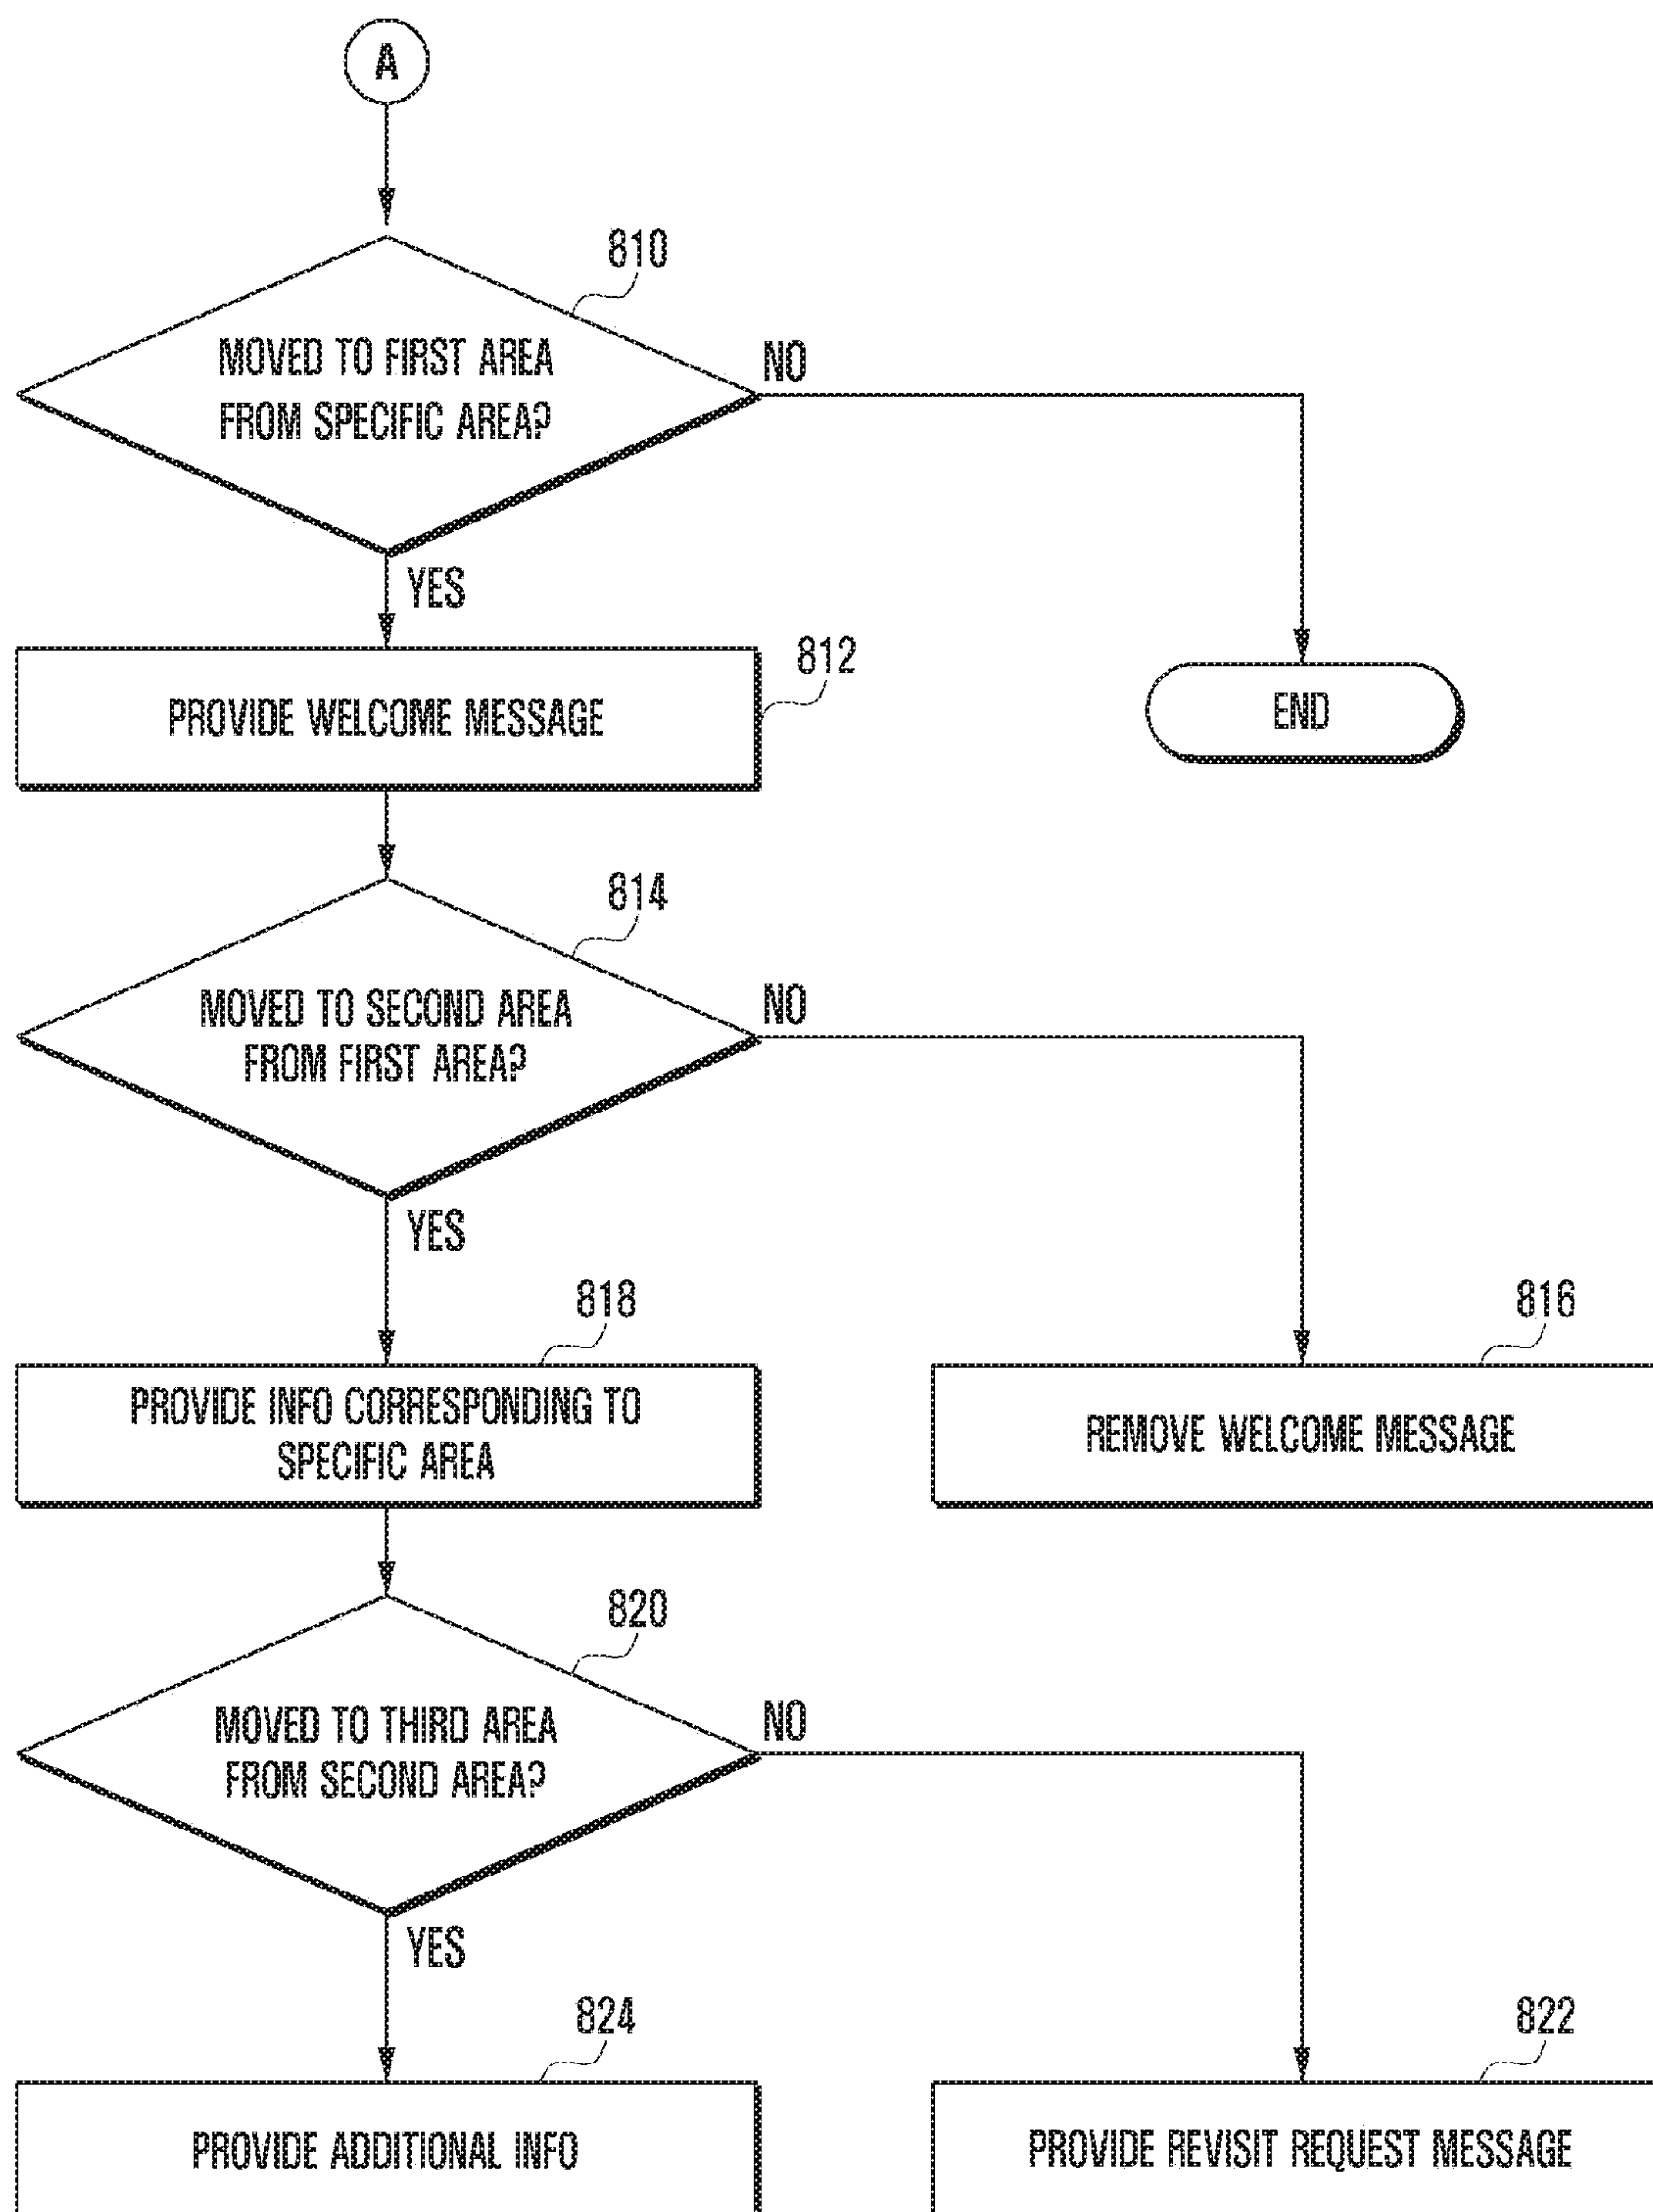 A
810
MOVED TO FIRST AREA
FROM SPECIFIC AREA?
NO
YES
812
PROVIDE WELCOME MESSAGE
END
814
MOVED TO SECOND AREA
FROM FIRST AREA?
NO
YES
818
816
PROVIDE INFO CORRESPONDING TO
SPECIFIC AREA
REMOVE WELCOME MESSAGE
820
MOVED TO THIRD AREA
FROM SECOND AREA?
NO
YES
824
822
PROVIDE ADDITIONAL INFO
PROVIDE REVISIT REQUEST MESSAGE